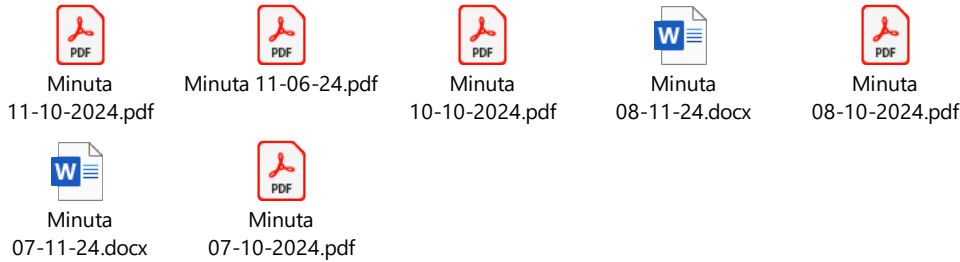 PDF
Minuta
11-10-2024.pdf
PDF
Minuta 11-06-24.pdf
PDF
Minuta
10-10-2024.pdf
W
Minuta
08-11-24.docx
PDF
Minuta
08-10-2024.pdf
W
Minuta
07-11-24.docx
PDF
Minuta
07-10-2024.pdf